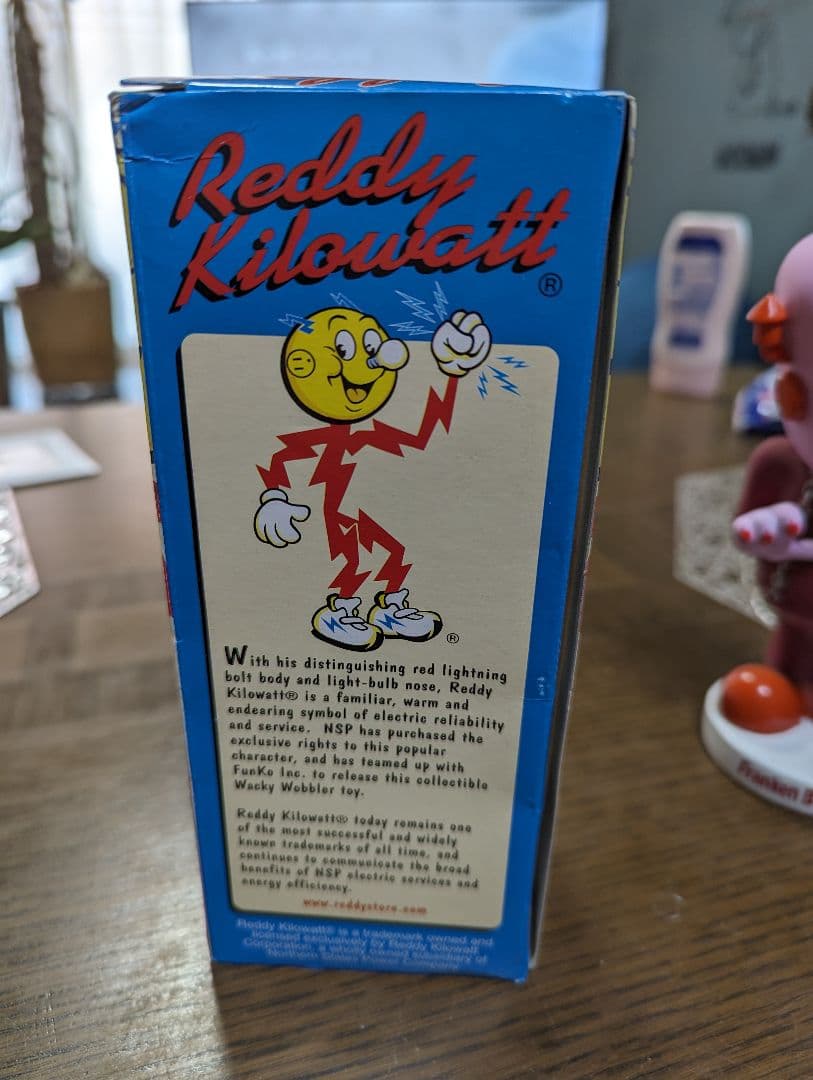 Reddy
Kilowatt
®
®
With his distinguishing red lightning
bolt body and light-bulb nose, Reddy
Kilowatt® is a familiar, warm and
endearing symbol of electric reliability
and service. NSP has purchased the
exclusive rights to this popular
character, and has teamed up with
FunKo Inc. to release this collectible
Wacky Wobbler toy.
Reddy Kilowatt® today remains one
of the most successful and widely
known trademarks of all time, and
continues to communicate the broad
benefits of NSP electric services and
energy efficiency.
www.reddystore.com
Reddy Kilowatt® is a trademark owned and
licensed exclusively by Reddy Kilowatt
Corporation, a wholly owned subsidiary of
Northern States Power Company
Franken B